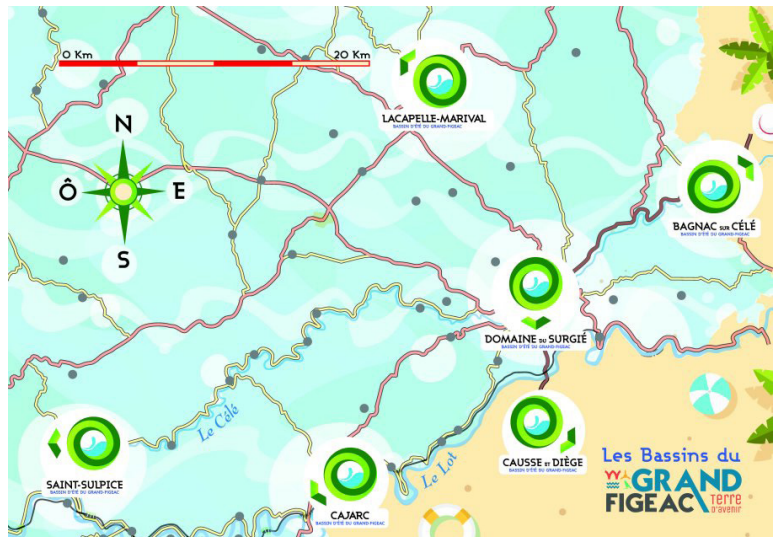 0 Km 20 Km
LACAPELLE-MARIVAL
BASSIN D'ÉTÉ DU GRAND-FIGEAC
N
Ô E
S
BAGNAC SUR CÉLÉ
BASSIN D'ÉTÉ DU GRAND-FIGEAC
DOMAINE DU SURGIÉ
BASSIN D'ÉTÉ DU GRAND-FIGEAC
Le Célé
SAINT-SULPICE
BASSIN D'ÉTÉ DU GRAND-FIGEAC
CAJARC
BASSIN D'ÉTÉ DU GRAND-FIGEAC
Le Lot
CAUSSE ET DIÈGE
BASSIN D'ÉTÉ DU GRAND-FIGEAC
Les Bassins du
GRAND
FIGEAC
Terre
d'avenir